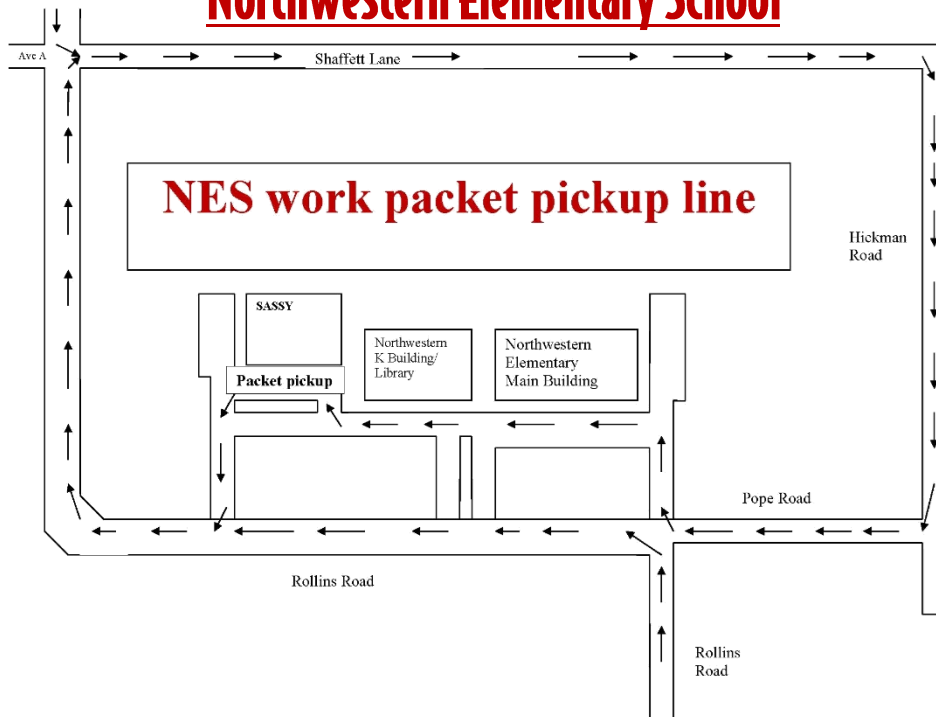 Northwestern Elementary School
Ave A
Shaffett Lane
NES work packet pickup line
Hickman
Road
SASSY
Northwestern
K Building/
Library
Northwestern
Elementary
Main Building
Packet pickup
Pope Road
Rollins Road
Rollins
Road